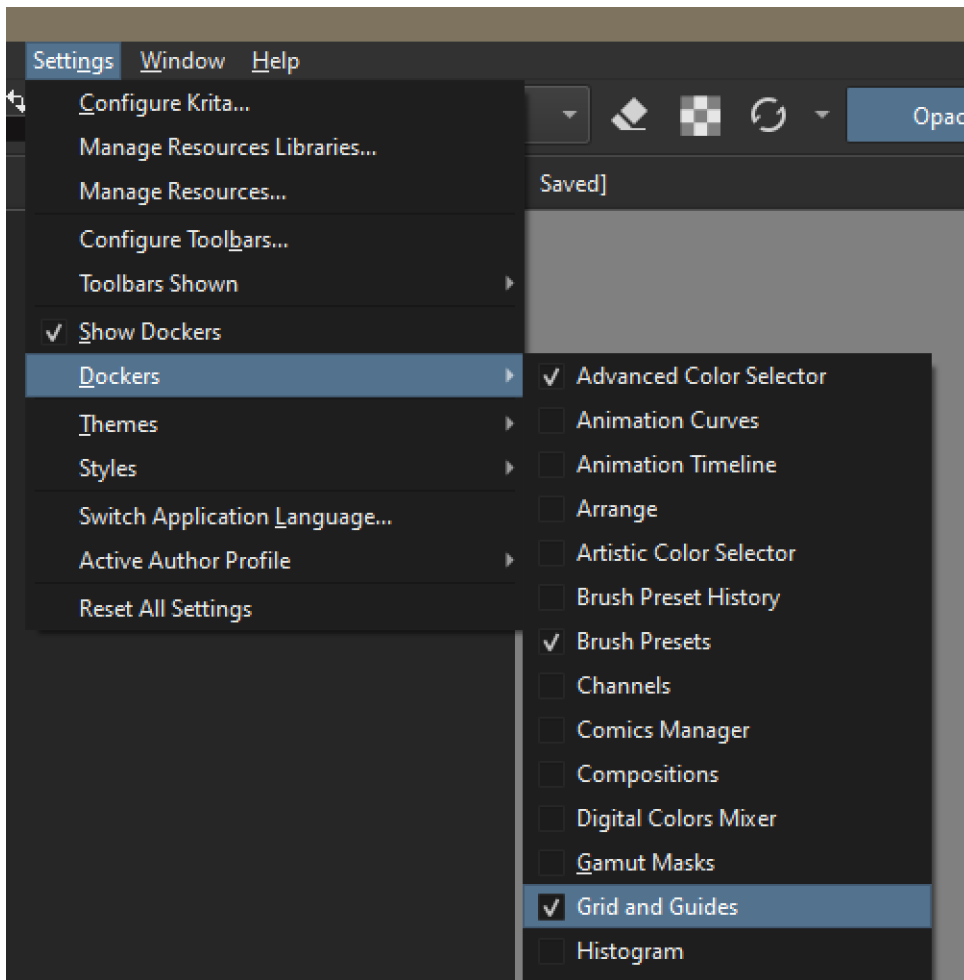 Settings Window Help
Configure Krita...
Manage Resources Libraries...
Manage Resources...
Configure Toolbars...
Toolbars Shown
Show Dockers
Dockers
Themes
Styles
Switch Application Language...
Active Author Profile
Reset All Settings
Opac
Saved]
Advanced Color Selector
Animation Curves
Animation Timeline
Arrange
Artistic Color Selector
Brush Preset History
Brush Presets
Channels
Comics Manager
Compositions
Digital Colors Mixer
Gamut Masks
Grid and Guides
Histogram